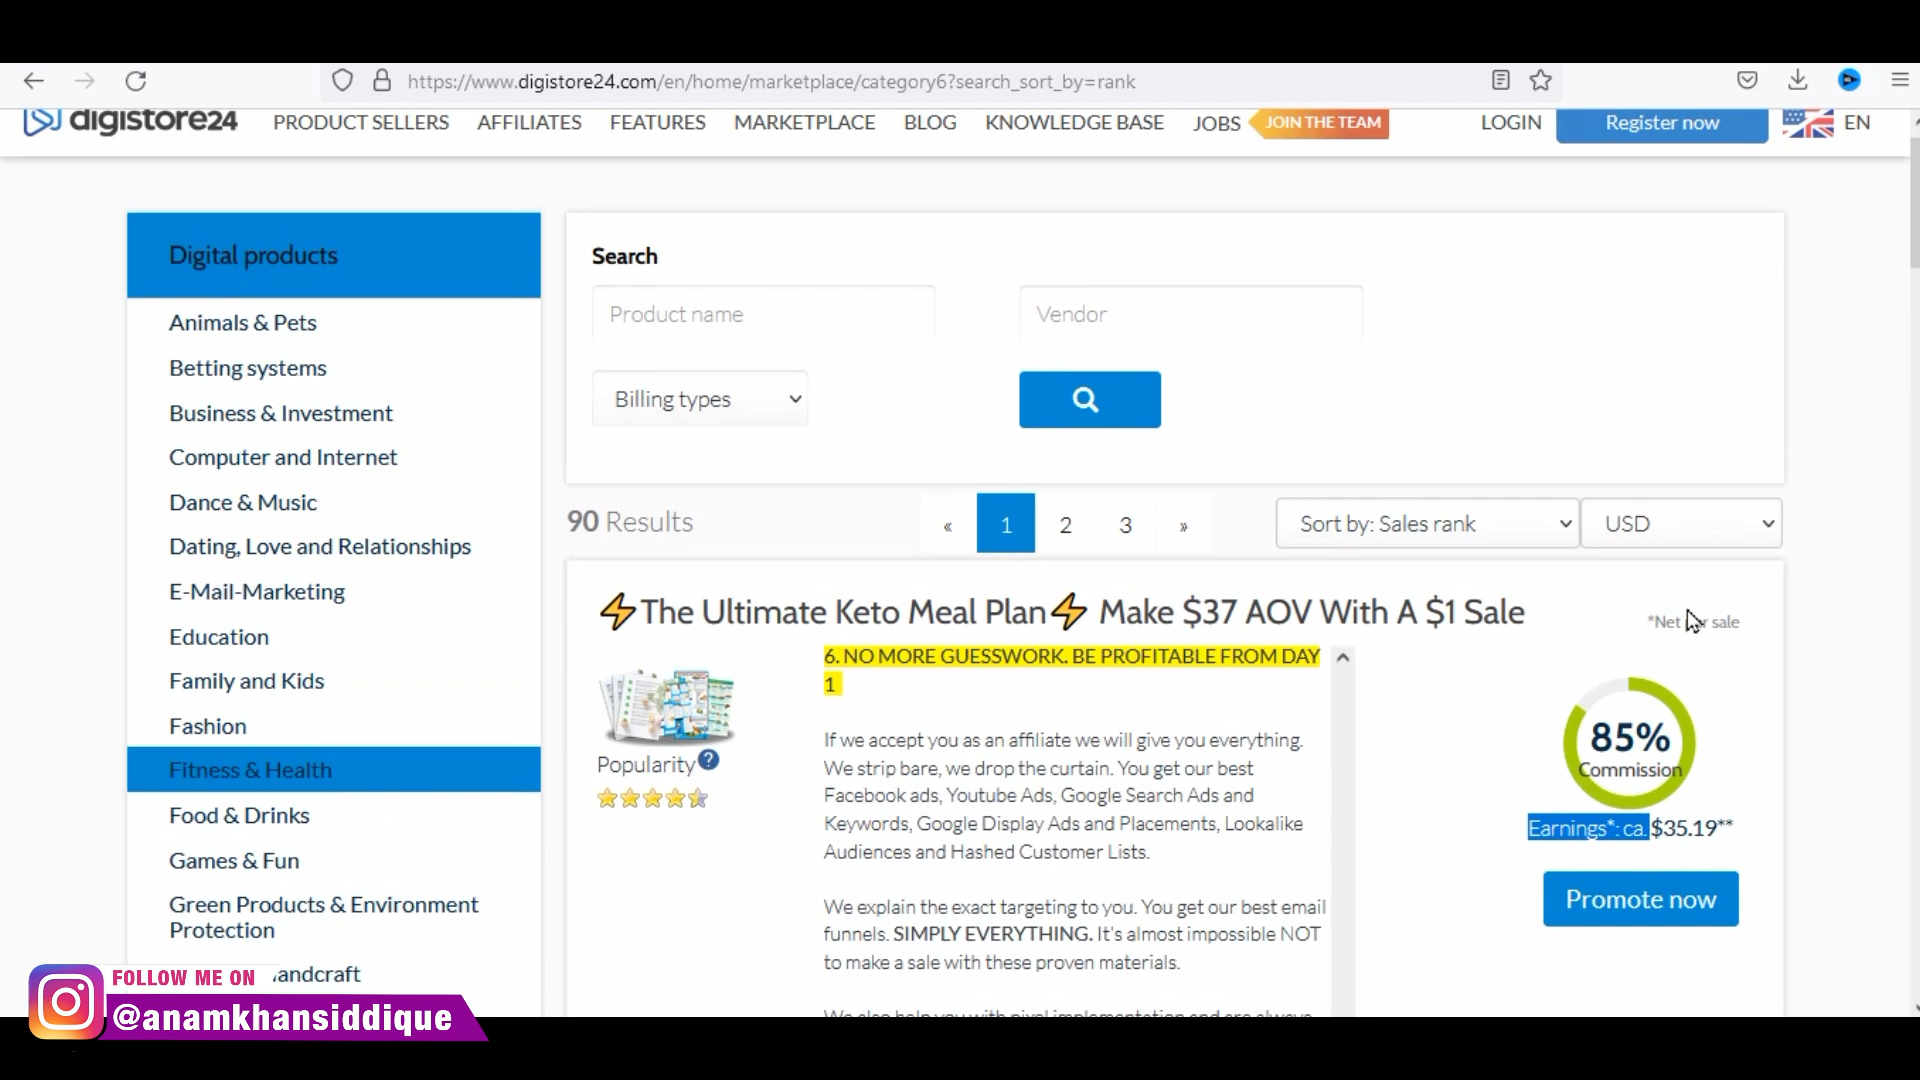 https://www.digistore24.com/en/home/marketplace/category6?search_sort_by=rank
digistore24 PRODUCT SELLERS AFFILIATES FEATURES MARKETPLACE BLOG KNOWLEDGE BASE JOBS JOIN THE TEAM LOGIN Register now EN
Digital products
Animals & Pets
Betting systems
Business & Investment
Computer and Internet
Dance & Music
Dating, Love and Relationships
E-Mail-Marketing
Education
Family and Kids
Fashion
Fitness & Health
Food & Drinks
Games & Fun
Green Products & Environment
Protection
andcraft
Search
Product name Vendor
Billing types
90 Results « 1 2 3 » Sort by: Sales rank USD
⚡The Ultimate Keto Meal Plan⚡ Make $37 AOV With A $1 Sale
*Net sale
Popularity ?
6. NO MORE GUESSWORK. BE PROFITABLE FROM DAY
1
If we accept you as an affiliate we will give you everything.
We strip bare, we drop the curtain. You get our best
Facebook ads, Youtube Ads, Google Search Ads and
Keywords, Google Display Ads and Placements, Lookalike
Audiences and Hashed Customer Lists.
We explain the exact targeting to you. You get our best email
funnels. SIMPLY EVERYTHING. It's almost impossible NOT
to make a sale with these proven materials.
We also help you with pixel implementation and are always
85%
Commission
Earnings*: ca. $35.19**
Promote now
FOLLOW ME ON
@anamkhansiddique